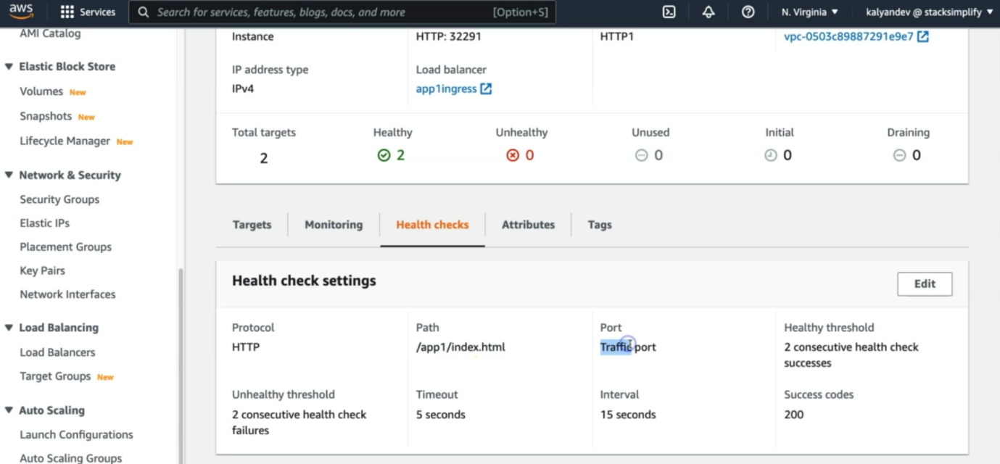 aws
Services
Search for services, features, blogs, docs, and more
[Option+S]
N. Virginia
kalyandev @ stacksimplify
AMI Catalog
Elastic Block Store
Volumes New
Snapshots New
Lifecycle Manager New
Network & Security
Security Groups
Elastic IPs
Placement Groups
Key Pairs
Network Interfaces
Load Balancing
Load Balancers
Target Groups New
Auto Scaling
Launch Configurations
Auto Scaling Groups
Instance
HTTP: 32291
HTTP1
vpc-0503c89887291e9e7
IP address type
IPv4
Load balancer
app1ingress
Total targets
2
Healthy
2
Unhealthy
0
Unused
0
Initial
0
Draining
0
Targets
Monitoring
Health checks
Attributes
Tags
Health check settings
Edit
Protocol
HTTP
Path
/app1/index.html
Port
Traffic port
Healthy threshold
2 consecutive health check
successes
Unhealthy threshold
2 consecutive health check
failures
Timeout
5 seconds
Interval
15 seconds
Success codes
200